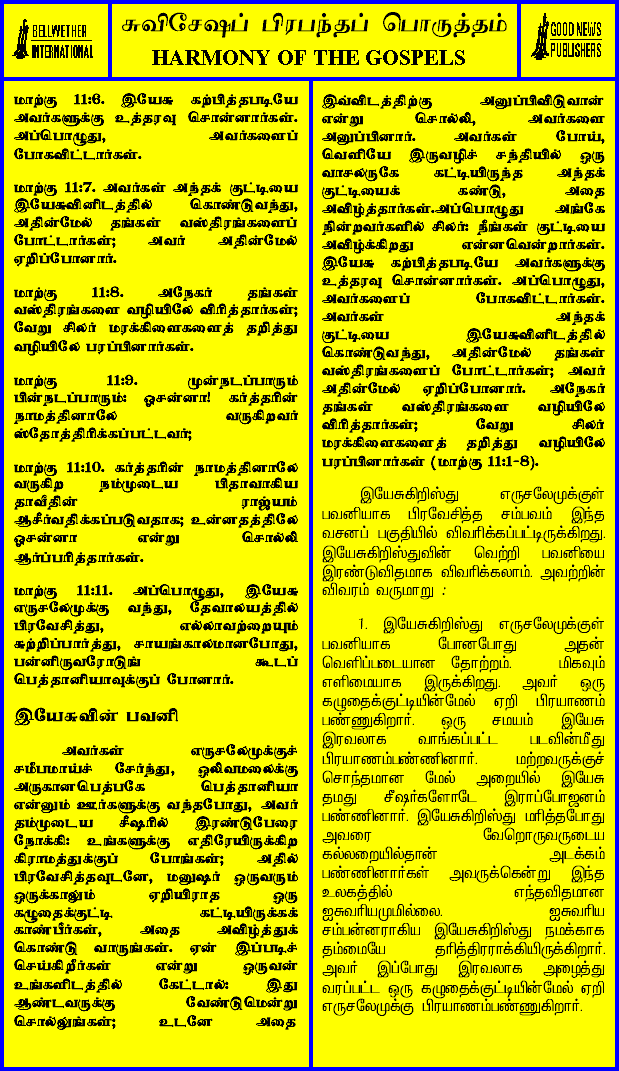 BELLWETHER
INTERNATIONAL
சுவிசேஷப் பிரபந்தப் பொருத்தம்
HARMONY OF THE GOSPELS
GOOD NEWS
PUBLISHERS
மாற்கு 11:6. இயேசு கற்பித்தபடியே
அவர்களுக்கு உத்தரவு சொன்னார்கள்.
அப்பொழுது, அவர்களைப்
போகவிட்டார்கள்.
மாற்கு 11:7. அவர்கள் அந்தக் குட்டியை
இயேசுவினிடத்தில் கொண்டுவந்து,
அதின்மேல் தங்கள் வஸ்திரங்களைப்
போட்டார்கள்; அவர் அதின்மேல்
ஏறிப்போனார்.
மாற்கு 11:8. அநேகர் தங்கள்
வஸ்திரங்களை வழியிலே விரித்தார்கள்;
வேறு சிலர் மரக்கிளைகளைத் தறித்து
வழியிலே பரப்பினார்கள்.
மாற்கு 11:9. முன்நடப்பாரும்
பின்நடப்பாரும்: ஓசன்னா! கர்த்தரின்
நாமத்தினாலே வருகிறவர்
ஸ்தோத்திரிக்கப்பட்டவர்;
மாற்கு 11:10. கர்த்தரின் நாமத்தினாலே
வருகிற நம்முடைய பிதாவாகிய
தாவீதின் ராஜ்யம்
ஆசீர்வதிக்கப்படுவதாக; உன்னதத்திலே
ஓசன்னா என்று சொல்லி
ஆர்ப்பரித்தார்கள்.
மாற்கு 11:11. அப்பொழுது, இயேசு
எருசலேமுக்கு வந்து, தேவாலயத்தில்
பிரவேசித்து, எல்லாவற்றையும்
சுற்றிப்பார்த்து, சாயங்காலமானபோது,
பன்னிருவரோடுங் கூடப்
பெத்தானியாவுக்குப் போனார்.
இயேசுவின் பவனி
அவர்கள் எருசலேமுக்குச்
சமீபமாய்ச் சேர்ந்து, ஒலிவமலைக்கு
அருகானபெத்பகே பெத்தானியா
என்னும் ஊர்களுக்கு வந்தபோது, அவர்
தம்முடைய சீஷரில் இரண்டுபேரை
நோக்கி: உங்களுக்கு எதிரேயிருக்கிற
கிராமத்துக்குப் போங்கள்; அதில்
பிரவேசித்தவுடனே, மனுஷர் ஒருவரும்
ஒருக்காலும் ஏறியிராத ஒரு
கழுதைக்குட்டி கட்டியிருக்கக்
காண்பீர்கள், அதை அவிழ்த்துக்
கொண்டு வாருங்கள். ஏன் இப்படிச்
செய்கிறீர்கள் என்று ஒருவன்
உங்களிடத்தில் கேட்டால்: இது
ஆண்டவருக்கு வேண்டுமென்று
சொல்லுங்கள்; உடனே அதை
இவ்விடத்திற்கு அனுப்பிவிடுவான்
என்று சொல்லி, அவர்களை
அனுப்பினார். அவர்கள் போய்,
வெளியே இருவழிச் சந்தியில் ஒரு
வாசலருகே கட்டியிருந்த அந்தக்
குட்டியைக் கண்டு, அதை
அவிழ்த்தார்கள்.அப்பொழுது அங்கே
நின்றவர்களில் சிலர்: நீங்கள் குட்டியை
அவிழ்க்கிறது என்னவென்றார்கள்.
இயேசு கற்பித்தபடியே அவர்களுக்கு
உத்தரவு சொன்னார்கள். அப்பொழுது,
அவர்களைப் போகவிட்டார்கள்.
அவர்கள் அந்தக்
குட்டியை இயேசுவினிடத்தில்
கொண்டுவந்து, அதின்மேல் தங்கள்
வஸ்திரங்களைப் போட்டார்கள்; அவர்
அதின்மேல் ஏறிப்போனார். அநேகர்
தங்கள் வஸ்திரங்களை வழியிலே
விரித்தார்கள்; வேறு சிலர்
மரக்கிளைகளைத் தறித்து வழியிலே
பரப்பினார்கள் (மாற்கு 11:1-8).
இயேசுகிறிஸ்து எருசலேமுக்குள்
பவனியாக பிரவேசித்த சம்பவம் இந்த
வசனப் பகுதியில் விவரிக்கப்பட்டிருக்கிறது.
இயேசுகிறிஸ்துவின் வெற்றி பவனியை
இரண்டுவிதமாக விவரிக்கலாம். அவற்றின்
விவரம் வருமாறு :
1. இயேசுகிறிஸ்து எருசலேமுக்குள்
பவனியாக போனபோது அதன்
வெளிப்படையான தோற்றம். மிகவும்
எளிமையாக இருக்கிறது. அவர் ஒரு
கழுதைக்குட்டியின்மேல் ஏறி பிரயாணம்
பண்ணுகிறார். ஒரு சமயம் இயேசு
இரவலாக வாங்கப்பட்ட படவின்மீது
பிரயாணம்பண்ணினார். மற்றவருக்குச்
சொந்தமான மேல் அறையில் இயேசு
தமது சீஷர்களோடே இராப்போஜனம்
பண்ணினார். இயேசுகிறிஸ்து மரித்தபோது
அவரை வேறொருவருடைய
கல்லறையில்தான் அடக்கம்
பண்ணினார்கள் அவருக்கென்று இந்த
உலகத்தில் எந்தவிதமான
ஐசுவரியமுமில்லை. ஐசுவரிய
சம்பன்னராகிய இயேசுகிறிஸ்து நமக்காக
தம்மையே தரித்திரராக்கியிருக்கிறார்.
அவர் இப்போது இரவலாக அழைத்து
வரப்பட்ட ஒரு கழுதைக்குட்டியின்மேல் ஏறி
எருசலேமுக்கு பிரயாணம்பண்ணுகிறார்.